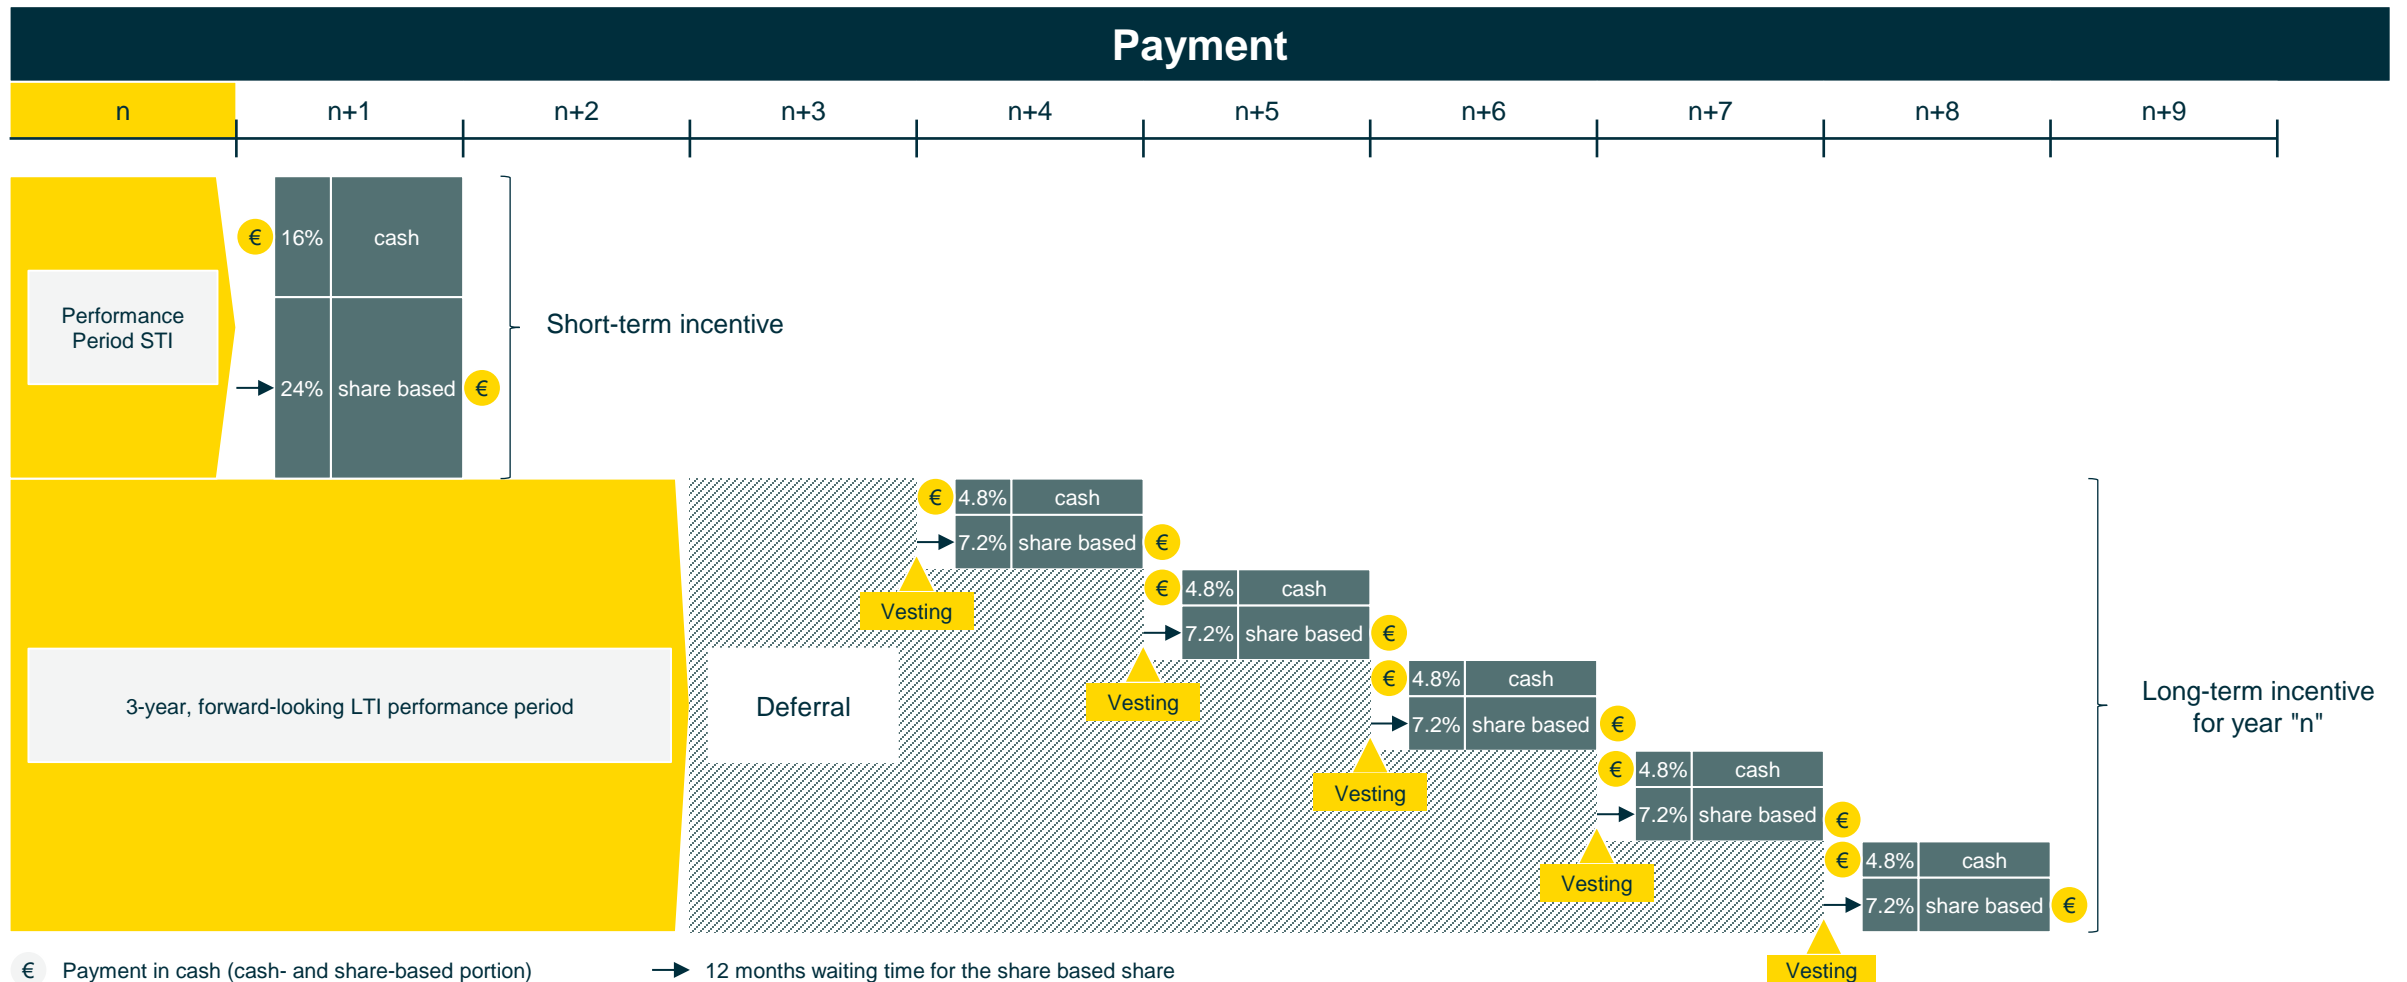 Payment
n
n+1
n+2
n+3
n+4
n+5
n+6
n+7
n+8
n+9
€
16%
cash
Performance
Period STI
24%
share based
€
Short-term incentive
€
4.8%
cash
7.2%
share based
€
Vesting
€
4.8%
cash
7.2%
share based
€
Vesting
€
4.8%
cash
7.2%
share based
€
Vesting
€
4.8%
cash
7.2%
share based
€
Vesting
€
4.8%
cash
7.2%
share based
€
Vesting
3-year, forward-looking LTI performance period
Deferral
Long-term incentive
for year "n"
€ Payment in cash (cash- and share-based portion)
12 months waiting time for the share based share